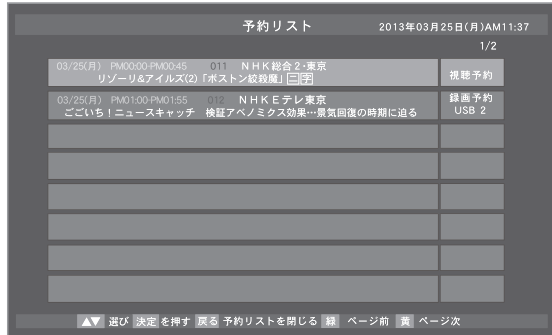 予約リスト 2013年03月25日(月)AM11:37
1/2
03/25(月) PM00:00-PM00:45 011 NHK総合2・東京
リゾーリ&アイルズ(2)「ボストン絞殺魔」二字
視聴予約
03/25(月) PM01:00-PM01:55 012 NHKEテレ東京
ごごいち!ニュースキャッチ 検証アベノミクス効果…景気回復の時期に迫る
録画予約
USB 2
▲▼ 選び 決定 を押す 戻る 予約リストを閉じる 緑 ページ前 黄 ページ次